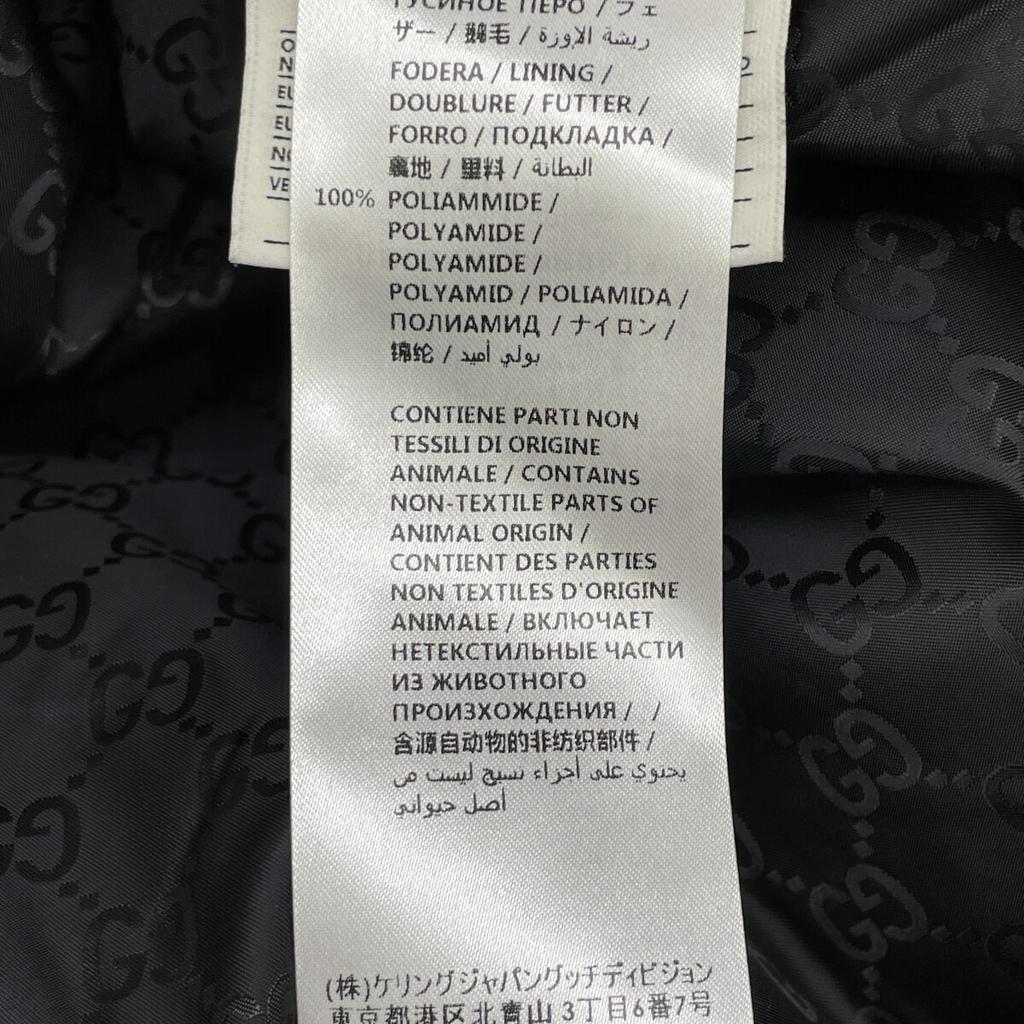 ГУСИНОЕ ПЕРО / フェ
ザー / 鹅毛 / ريشة الإوزة
FODERA / LINING /
DOUBLURE / FUTTER /
FORRO / ПОДКЛАДКА /
裏地 / 里料 / البطانة
100% POLIAMMIDE /
POLYAMIDE /
POLYAMIDE /
POLYAMID / POLIAMIDA /
ПОЛИАМИД / ナイロン /
锦纶 / بولي أميد
CONTIENE PARTI NON
TESSILI DI ORIGINE
ANIMALE / CONTAINS
NON-TEXTILE PARTS OF
ANIMAL ORIGIN /
CONTIENT DES PARTIES
NON TEXTILES D'ORIGINE
ANIMALE / ВКЛЮЧАЕТ
НЕТЕКСТИЛЬНЫЕ ЧАСТИ
ИЗ ЖИВОТНОГО
ПРОИЗХОЖДЕНИЯ / /
含源自动物的非纺织部件 /
يحتوي على أجزاء نسيج ليست من
أصل حيواني
(株)ケリングジャパングッチディビジョン
東京都港区北青山3丁目6番7号